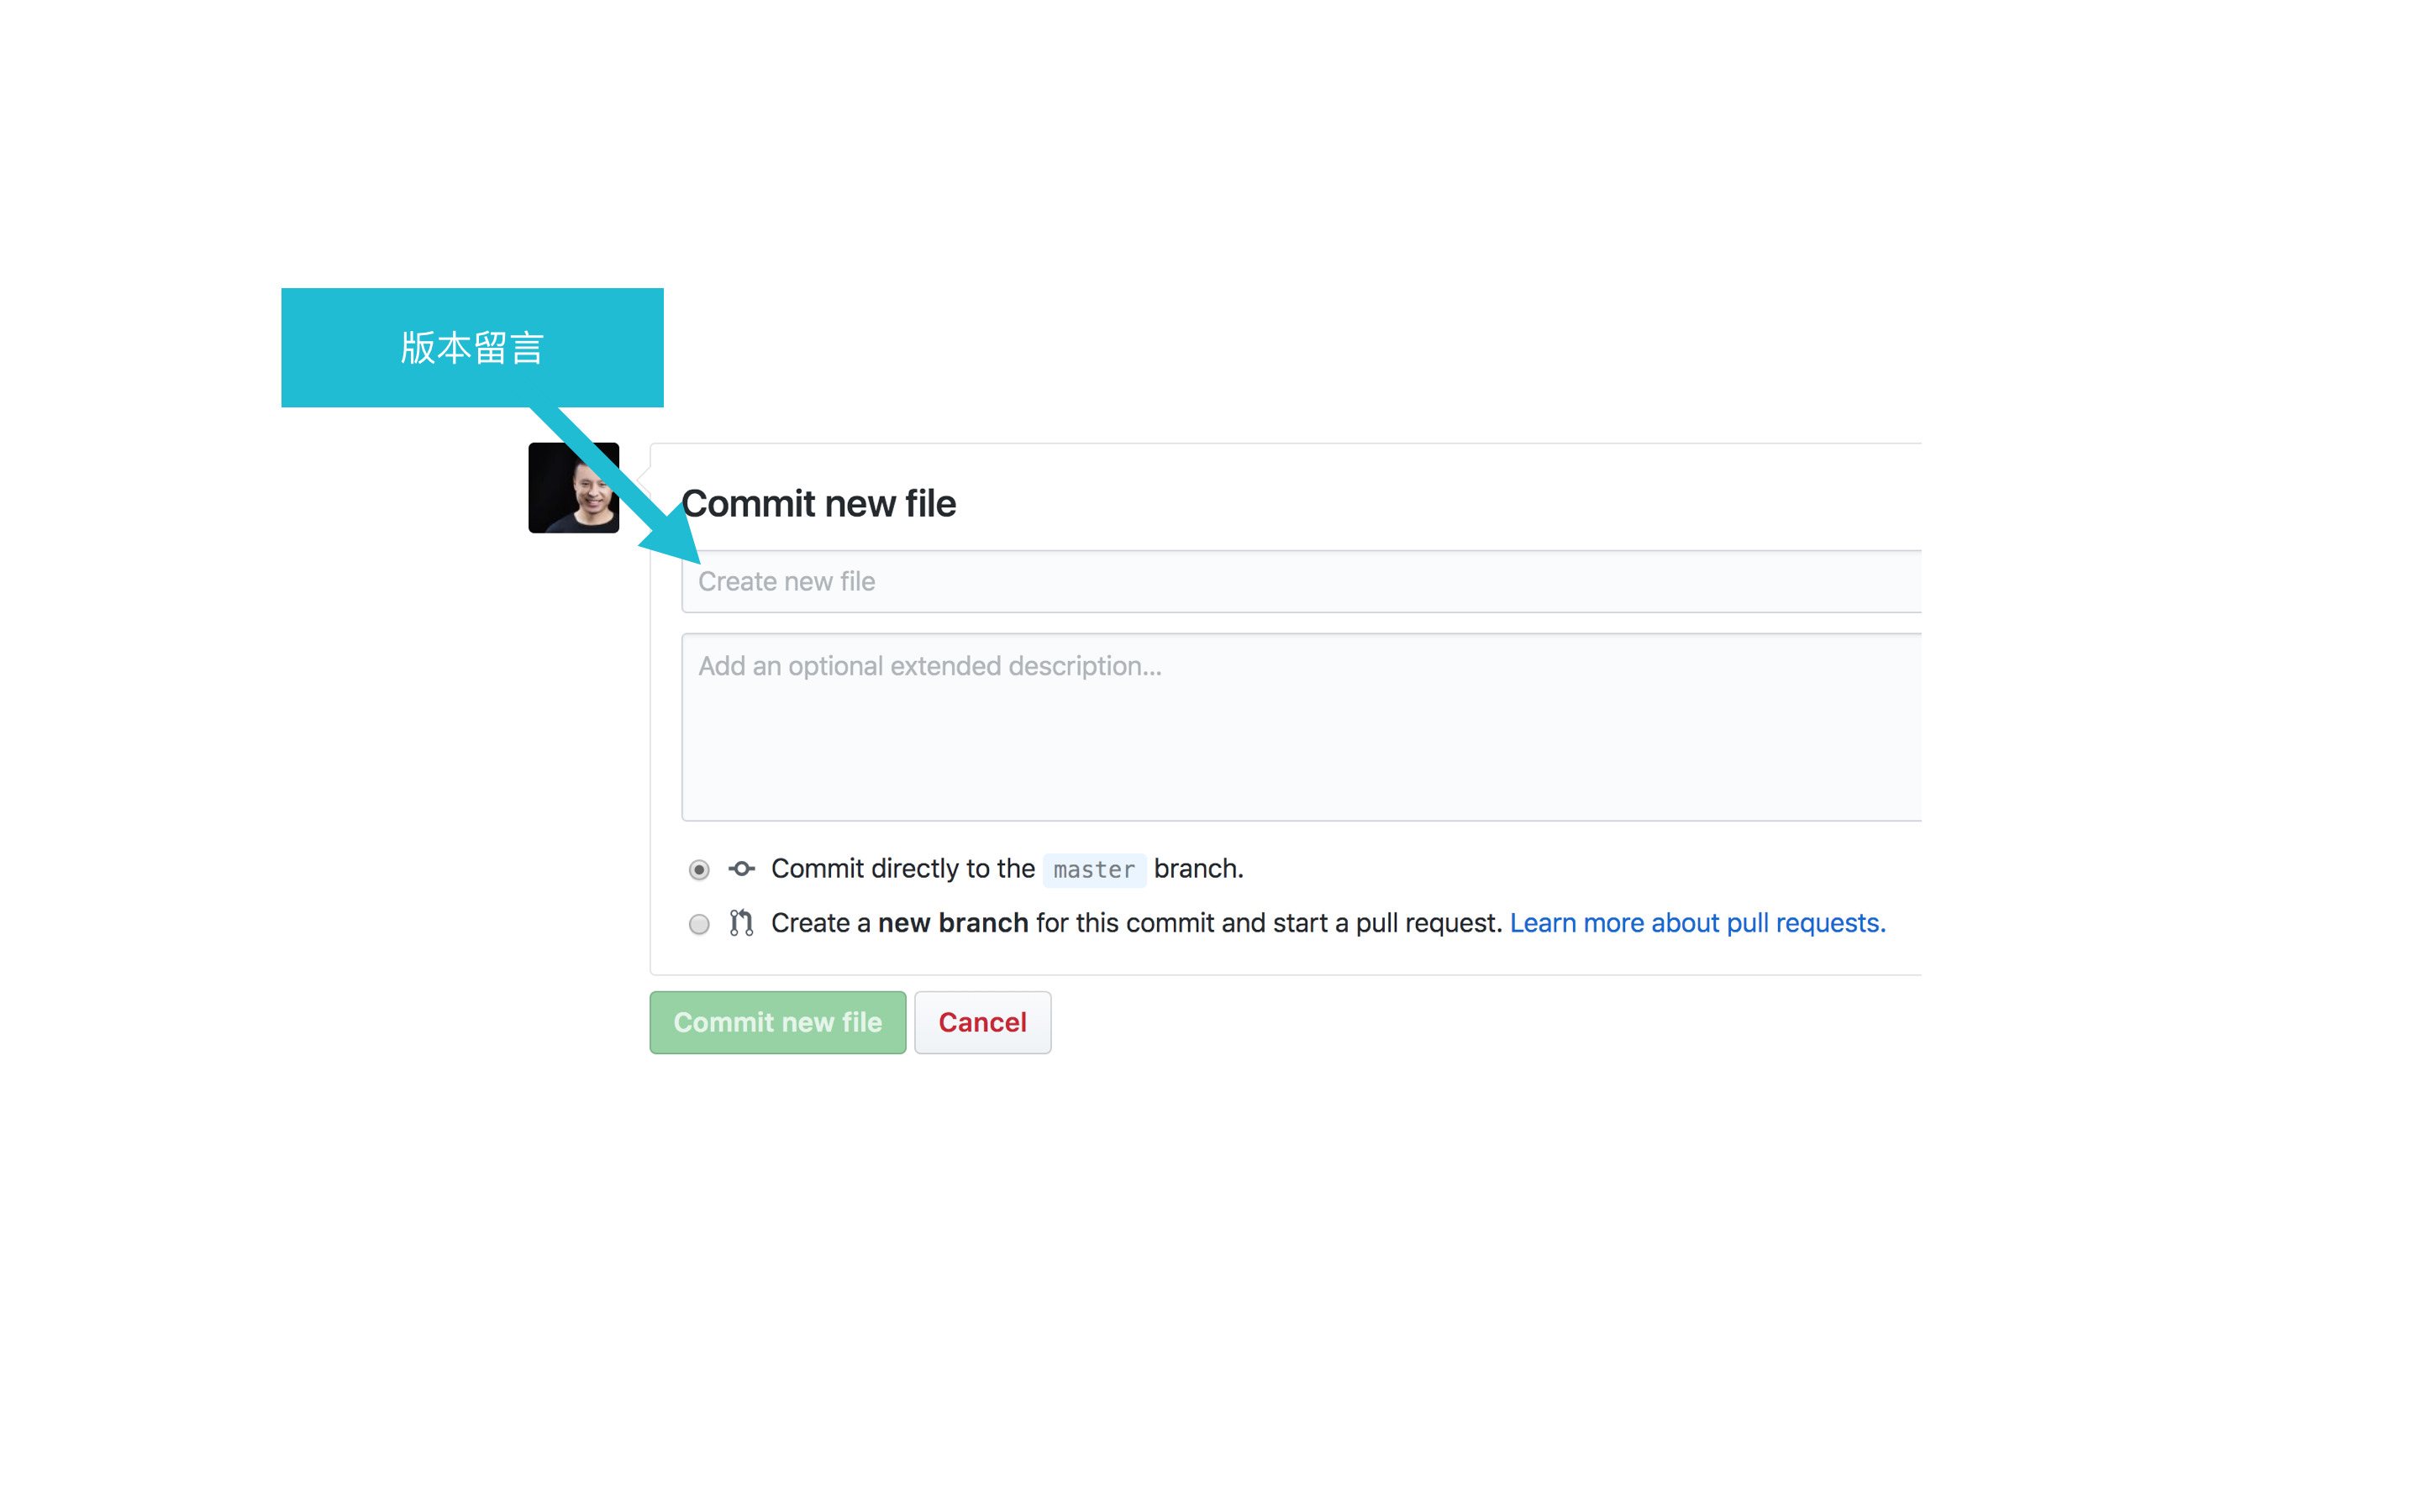 版本留言
Commit new file
Create new file
Add an optional extended description...
Commit directly to the master branch.
Create a new branch for this commit and start a pull request. Learn more about pull requests.
Commit new file Cancel